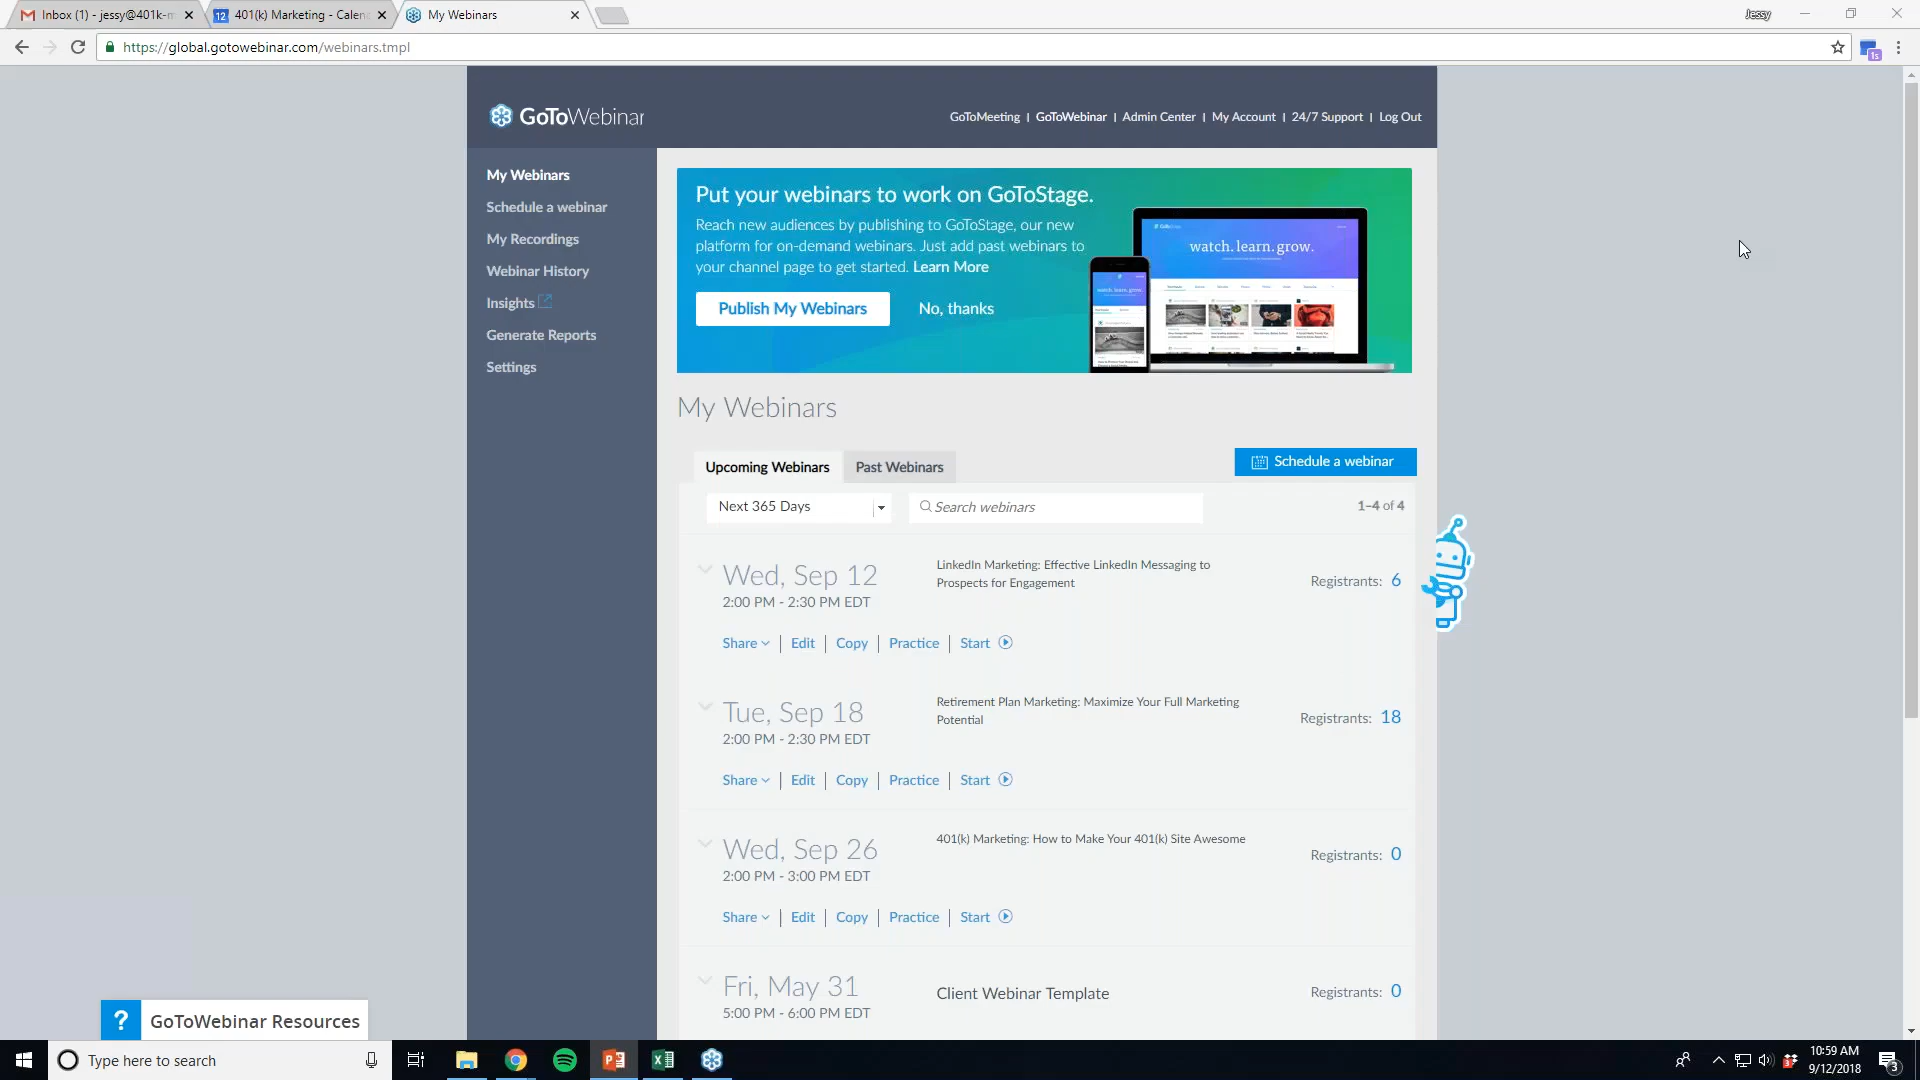 Inbox (1) - jessy@401k-m
401(k) Marketing - Calen
My Webinars
Jessy
https://global.gotowebinar.com/webinars.tmpl
GoToWebinar
GoToMeeting | GoToWebinar | Admin Center | My Account | 24/7 Support | Log Out
My Webinars
Schedule a webinar
My Recordings
Webinar History
Insights
Generate Reports
Settings
Put your webinars to work on GoToStage.
Reach new audiences by publishing to GoToStage, our new
platform for on-demand webinars. Just add past webinars to
your channel page to get started. Learn More
Publish My Webinars
No, thanks
watch. learn. grow.
My Webinars
Upcoming Webinars
Past Webinars
Schedule a webinar
Next 365 Days
Search webinars
1–4 of 4
Wed, Sep 12
2:00 PM - 2:30 PM EDT
LinkedIn Marketing: Effective LinkedIn Messaging to
Prospects for Engagement
Registrants: 6
Share | Edit | Copy | Practice | Start
Tue, Sep 18
2:00 PM - 2:30 PM EDT
Retirement Plan Marketing: Maximize Your Full Marketing
Potential
Registrants: 18
Share | Edit | Copy | Practice | Start
Wed, Sep 26
2:00 PM - 3:00 PM EDT
401(k) Marketing: How to Make Your 401(k) Site Awesome
Registrants: 0
Share | Edit | Copy | Practice | Start
Fri, May 31
5:00 PM - 6:00 PM EDT
Client Webinar Template
Registrants: 0
? GoToWebinar Resources
Type here to search
10:59 AM
9/12/2018
3